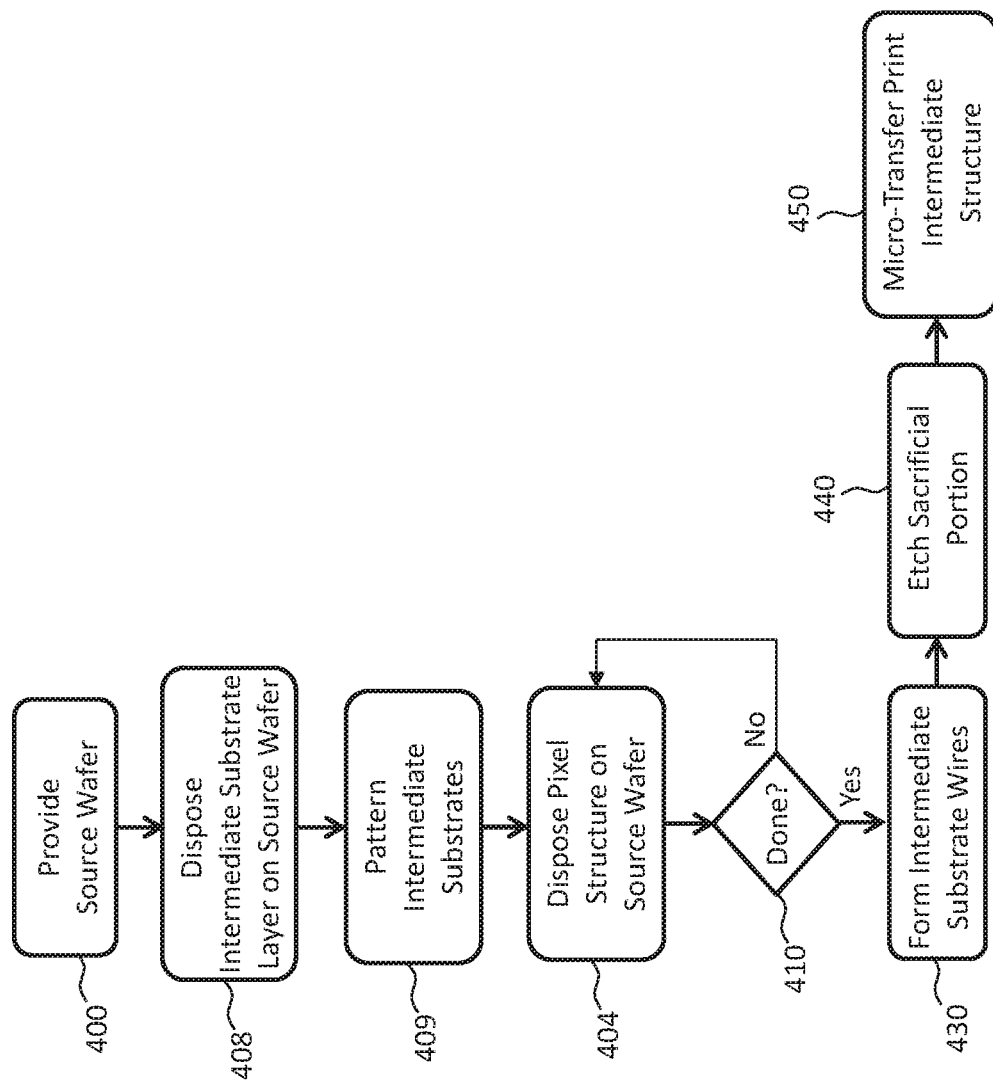 Provide
Source Wafer
400
Dispose
Intermediate Substrate
Layer on Source Wafer
408
Pattern
Intermediate
Substrates
409
Dispose Pixel
Structure on
Source Wafer
404
Done?
No
Yes
410
Form Intermediate
Substrate Wires
430
Etch Sacrificial
Portion
440
Micro-Transfer Print
Intermediate
Structure
450